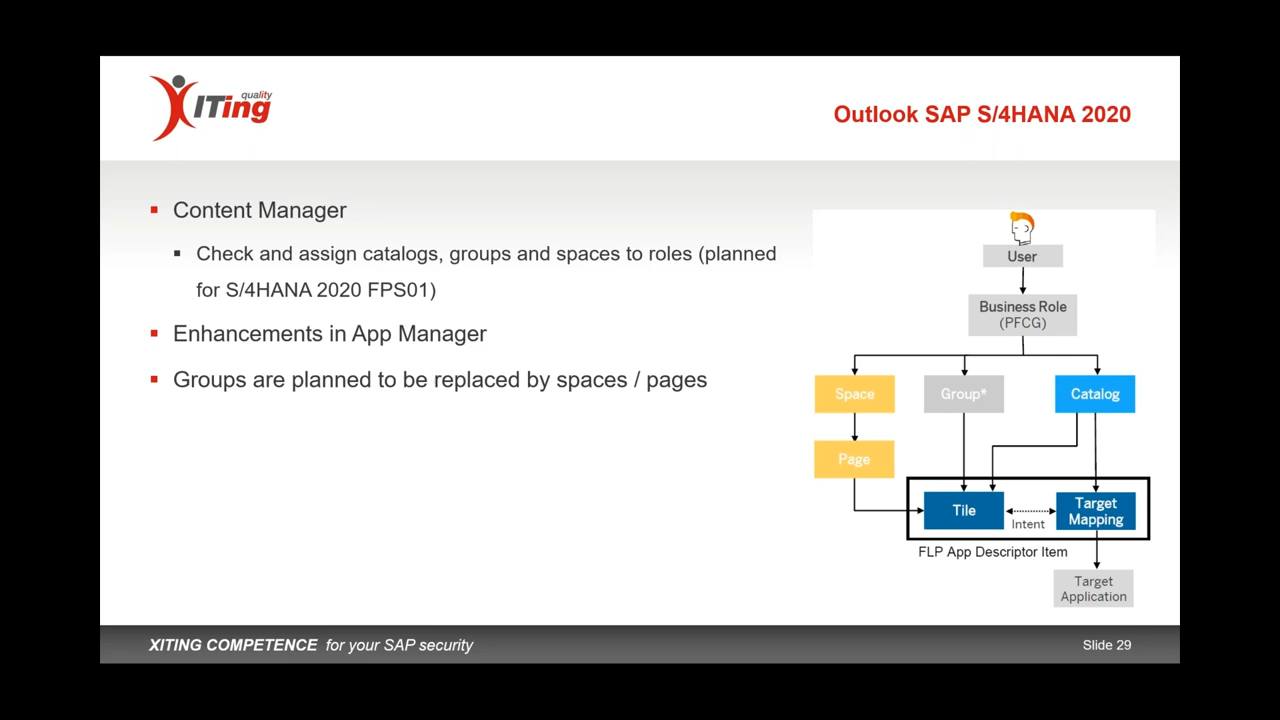 quality
XITing
Outlook SAP S/4HANA 2020
Content Manager
Check and assign catalogs, groups and spaces to roles (planned
for S/4HANA 2020 FPS01)
Enhancements in App Manager
Groups are planned to be replaced by spaces / pages
User
Business Role
(PFCG)
Space
Group*
Catalog
Page
Tile
Intent
Target
Mapping
FLP App Descriptor Item
Target
Application
XITING COMPETENCE for your SAP security
Slide 29